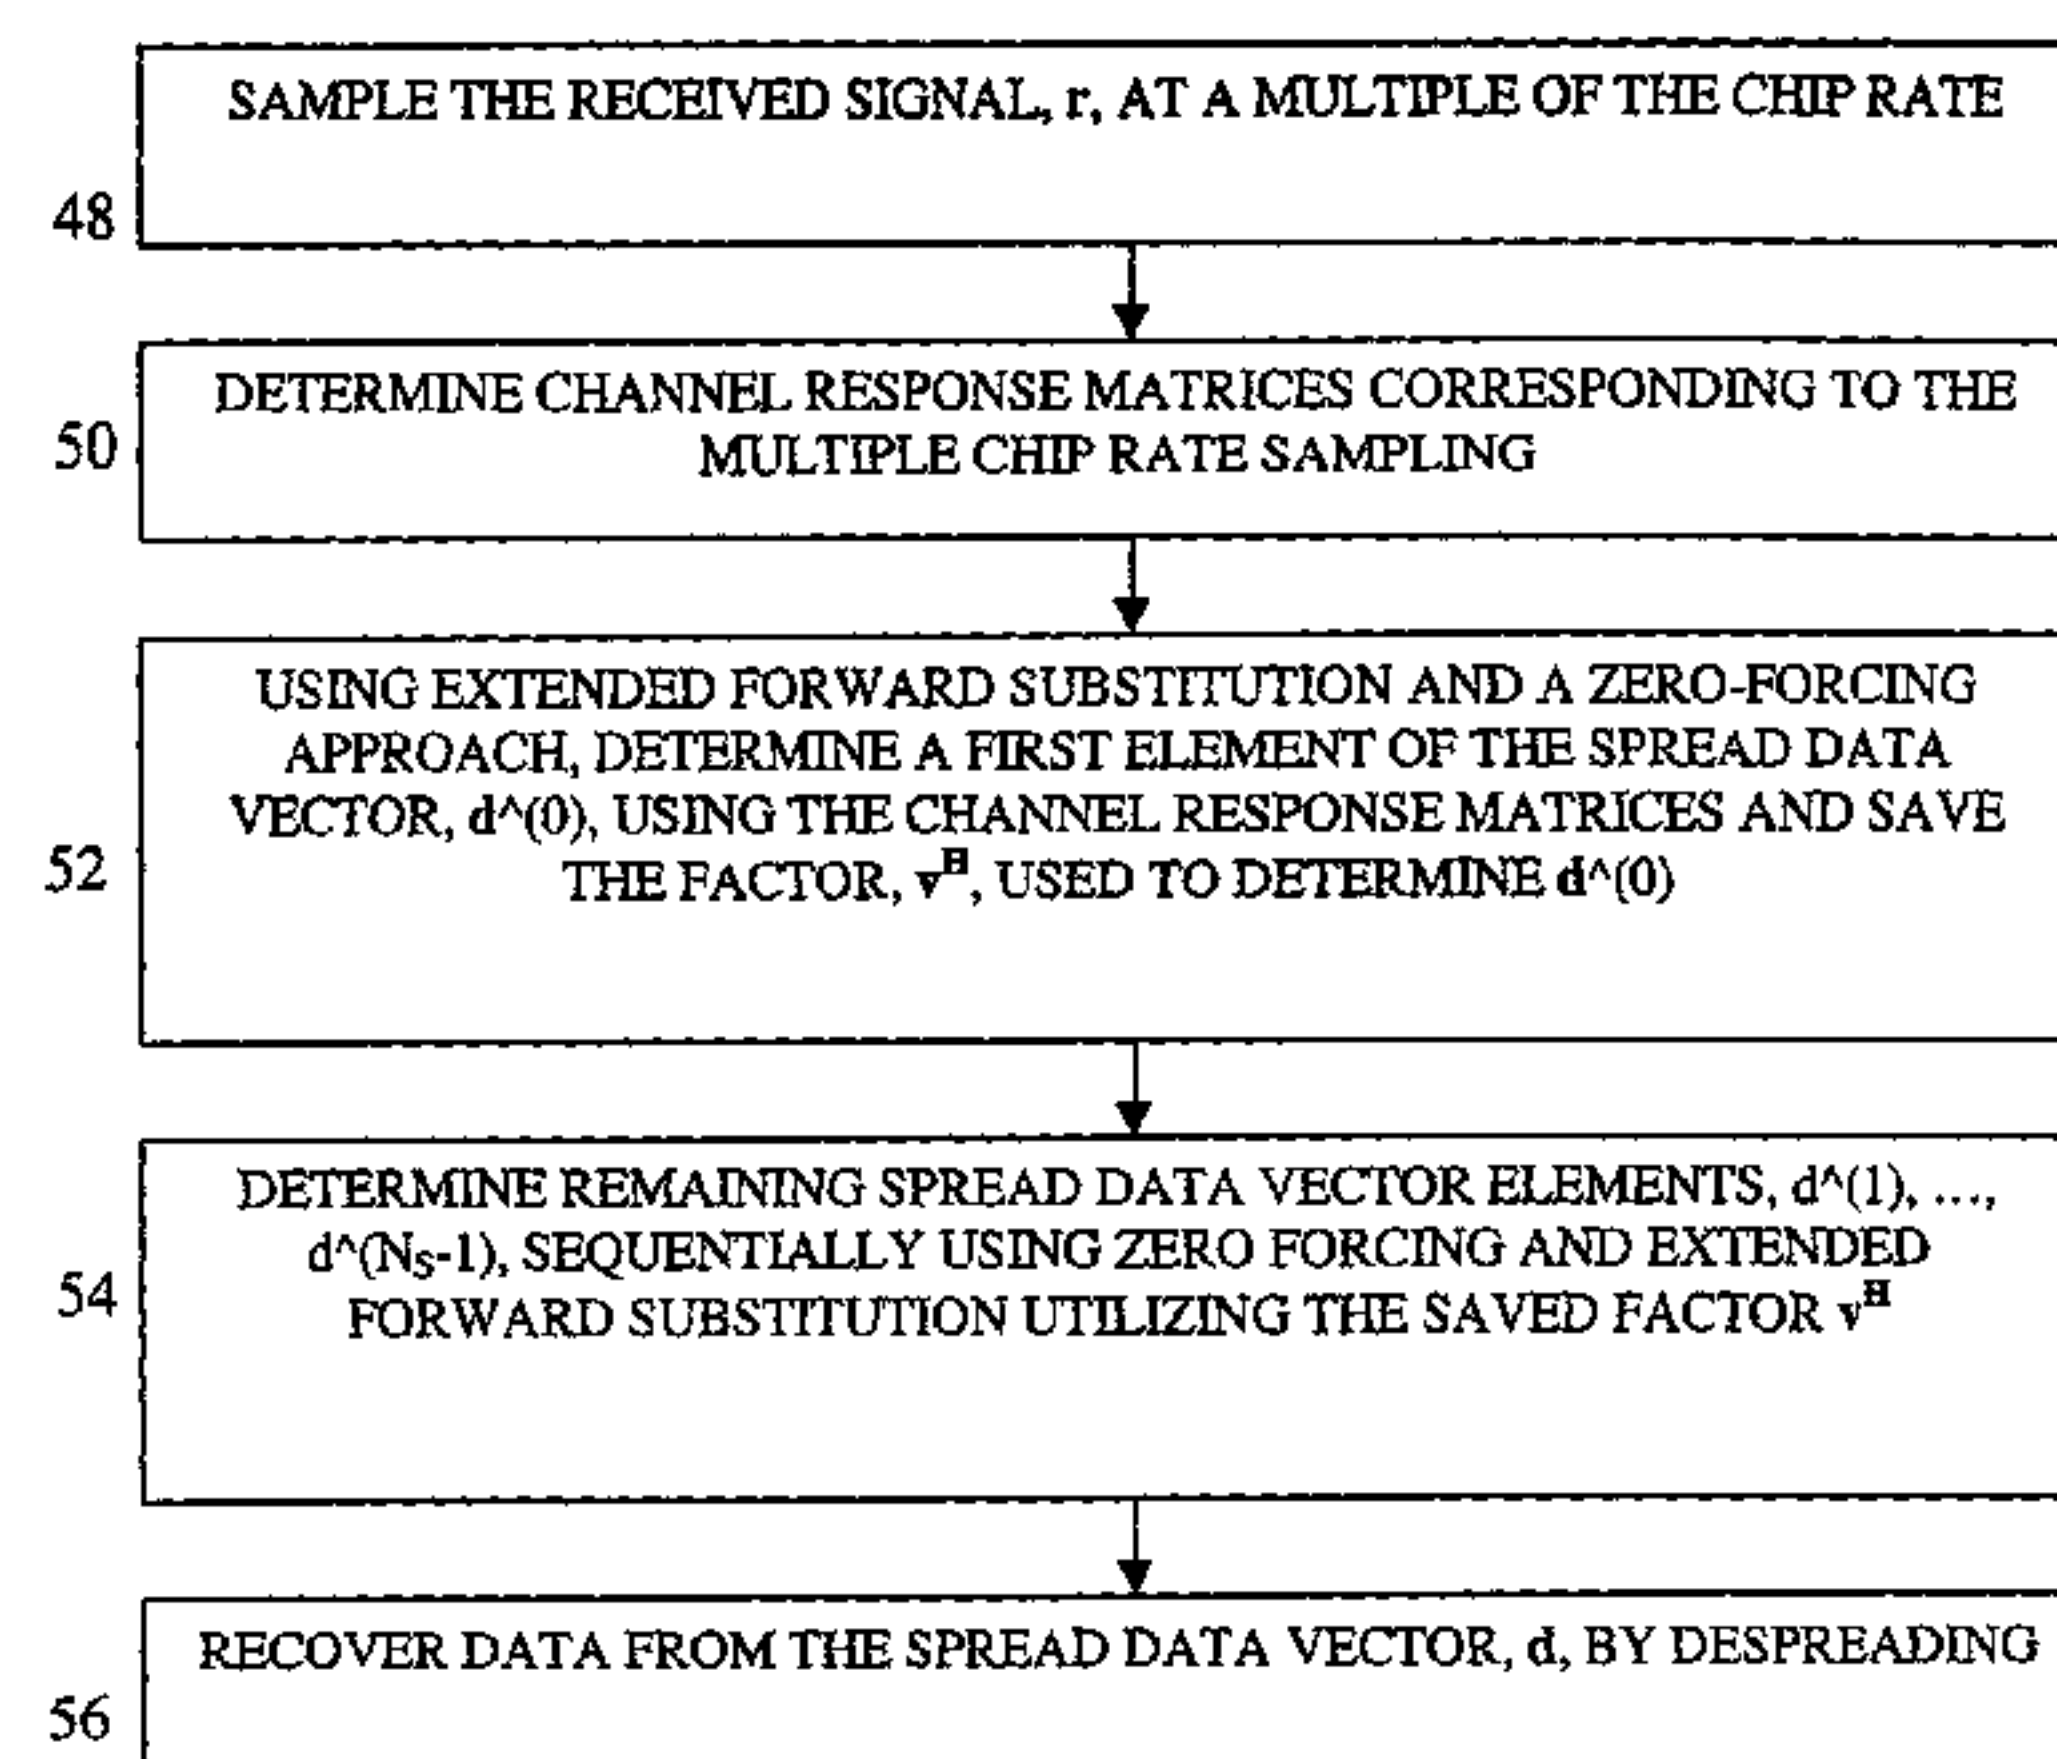 SAMPLE THE RECEIVED SIGNAL, r, AT A MULTIPLE OF THE CHIP RATE
48
DETERMINE CHANNEL RESPONSE MATRICES CORRESPONDING TO THE
MULTIPLE CHIP RATE SAMPLING
50
USING EXTENDED FORWARD SUBSTITUTION AND A ZERO-FORCING
APPROACH, DETERMINE A FIRST ELEMENT OF THE SPREAD DATA
VECTOR, d^(0), USING THE CHANNEL RESPONSE MATRICES AND SAVE
THE FACTOR, vᴴ, USED TO DETERMINE d^(0)
52
DETERMINE REMAINING SPREAD DATA VECTOR ELEMENTS, d^(1), ...,
d^(Nₛ-1), SEQUENTIALLY USING ZERO FORCING AND EXTENDED
FORWARD SUBSTITUTION UTILIZING THE SAVED FACTOR vᴴ
54
RECOVER DATA FROM THE SPREAD DATA VECTOR, d, BY DESPREADING
56